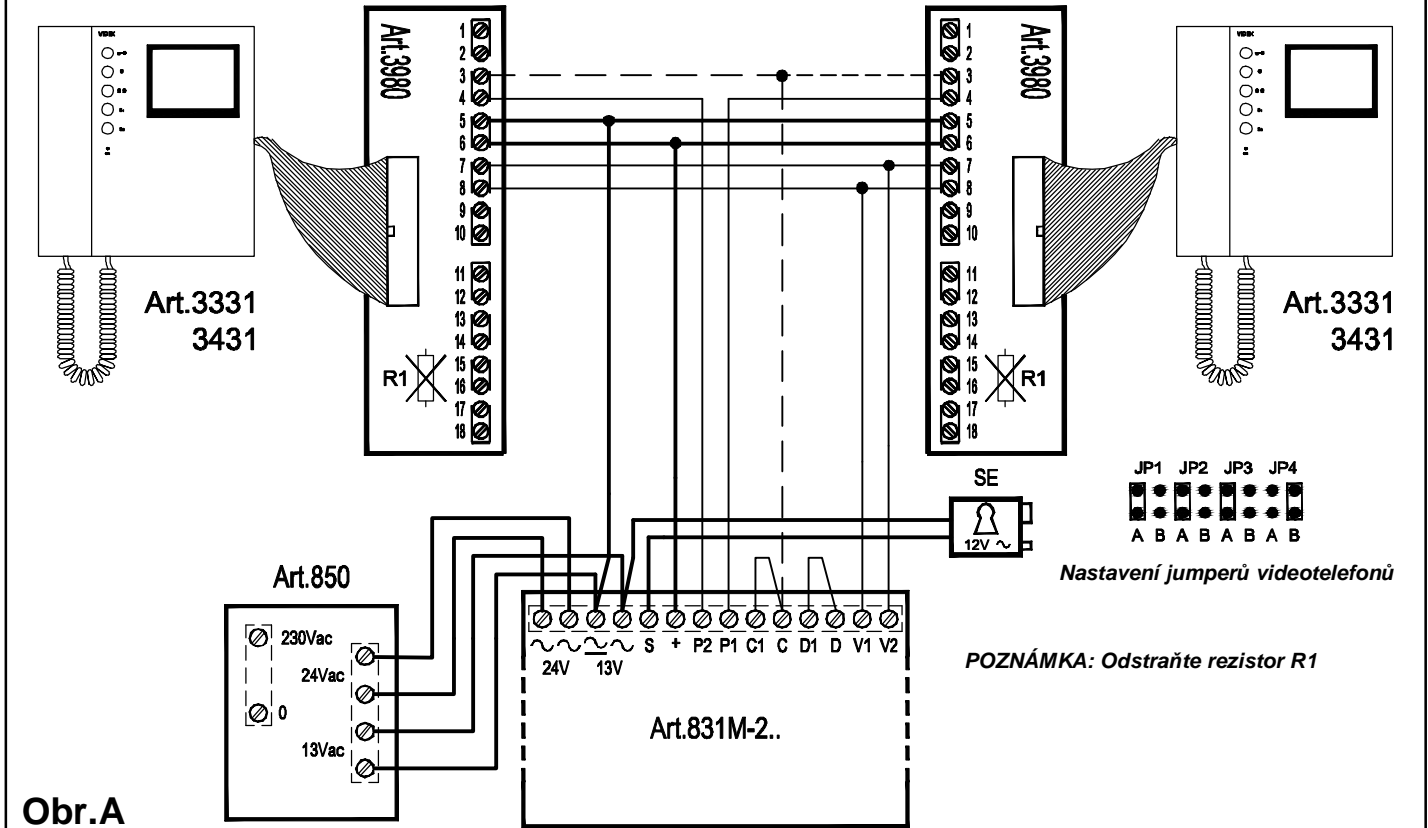 VIDEX
Art.3331
3431
Art.3980
1
2
3
4
5
6
7
8
9
10
11
12
13
14
15
16
17
18
R1
Art.3980
1
2
3
4
5
6
7
8
9
10
11
12
13
14
15
16
17
18
R1
VIDEX
Art.3331
3431
SE
12V ~
JP1 JP2 JP3 JP4
A B A B A B A B
Nastavení jumperů videotelefonů
POZNÁMKA: Odstraňte rezistor R1
Art.850
230Vac
0
24Vac
13Vac
~ ~ ~ ~ S + P2 P1 C1 C D1 D V1 V2
24V 13V
Art.831M-2..
Obr.A